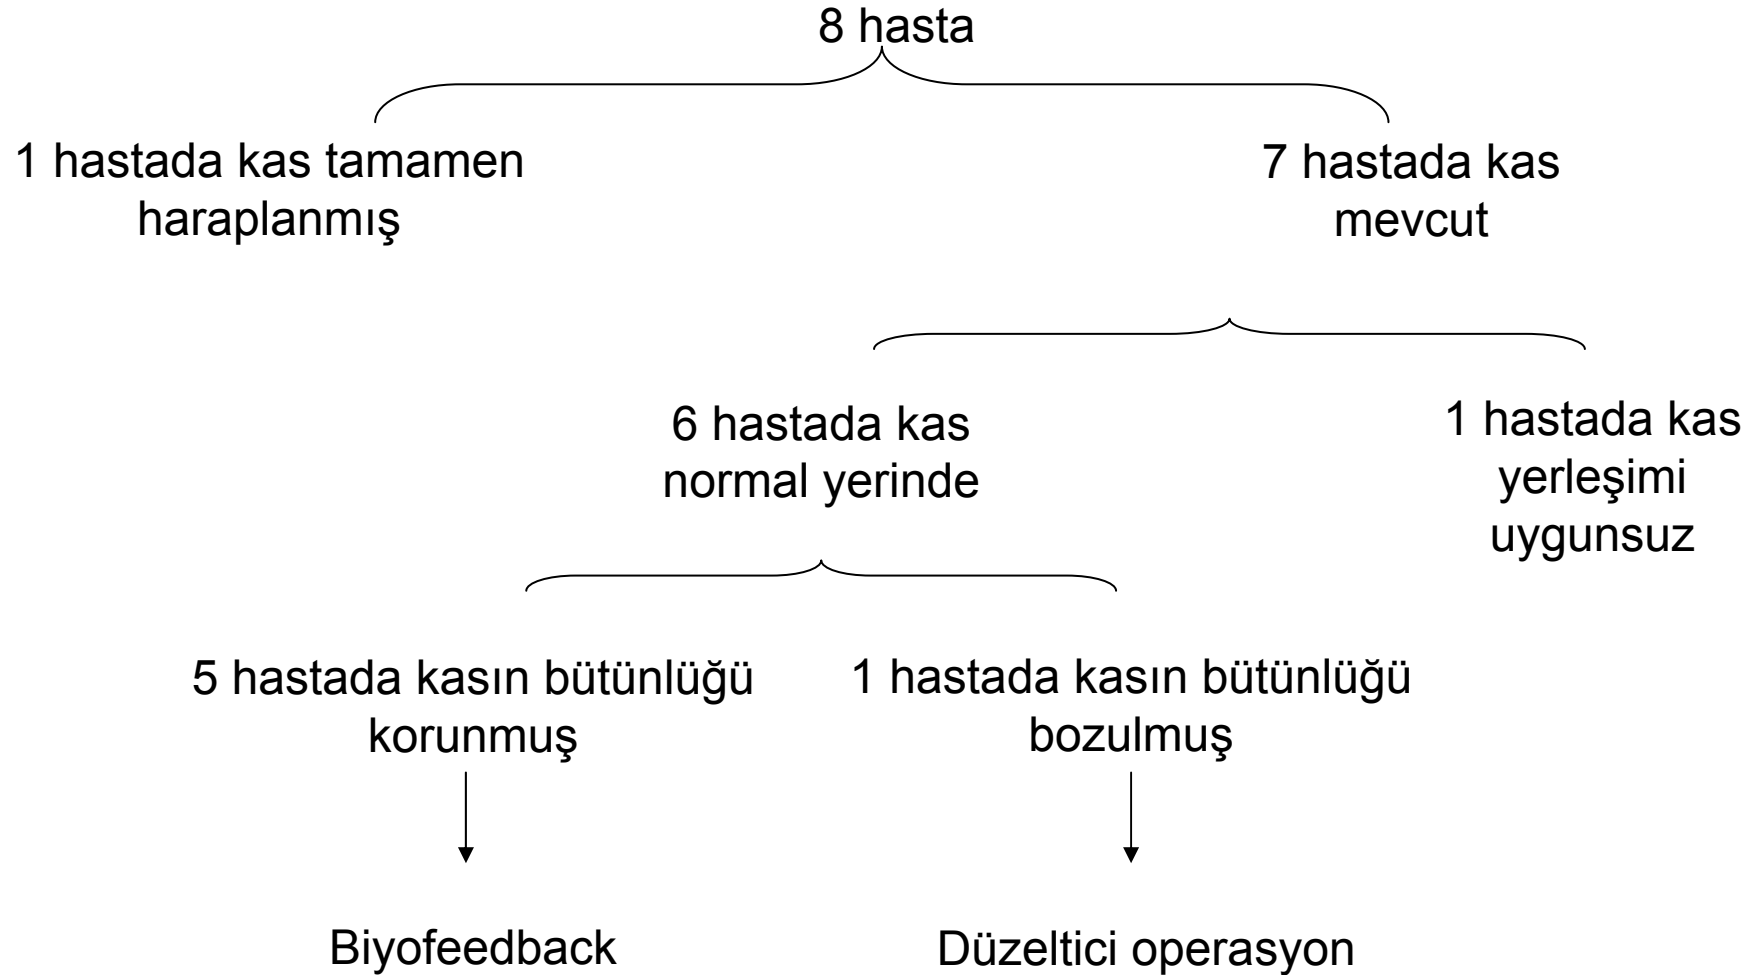 8 hasta
1 hastada kas tamamen
haraplanmış
7 hastada kas
mevcut
6 hastada kas
normal yerinde
1 hastada kas
yerleşimi
uygunsuz
5 hastada kasın bütünlüğü
korunmuş
1 hastada kasın bütünlüğü
bozulmuş
Biyofeedback
Düzeltici operasyon